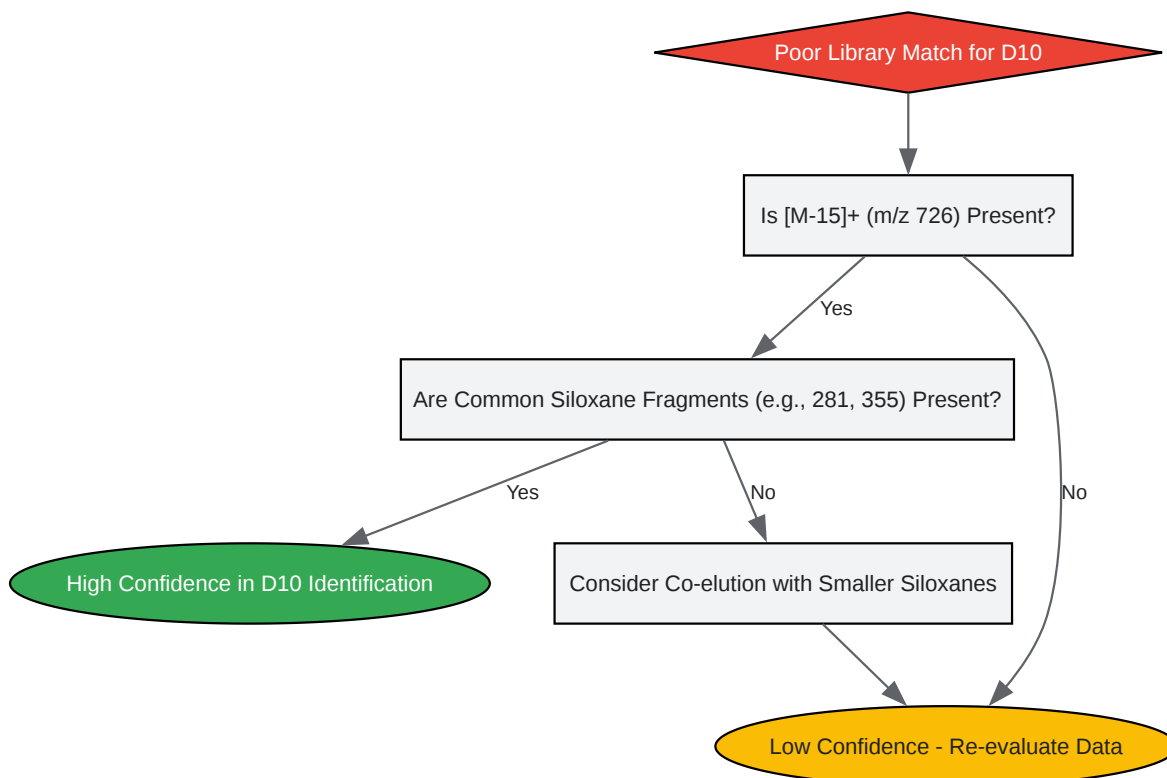 Poor Library Match for D10
Is [M-15]+ (m/z 726) Present?
Yes
Are Common Siloxane Fragments (e.g., 281, 355) Present?
Yes
No
No
High Confidence in D10 Identification
Consider Co-elution with Smaller Siloxanes
Low Confidence - Re-evaluate Data